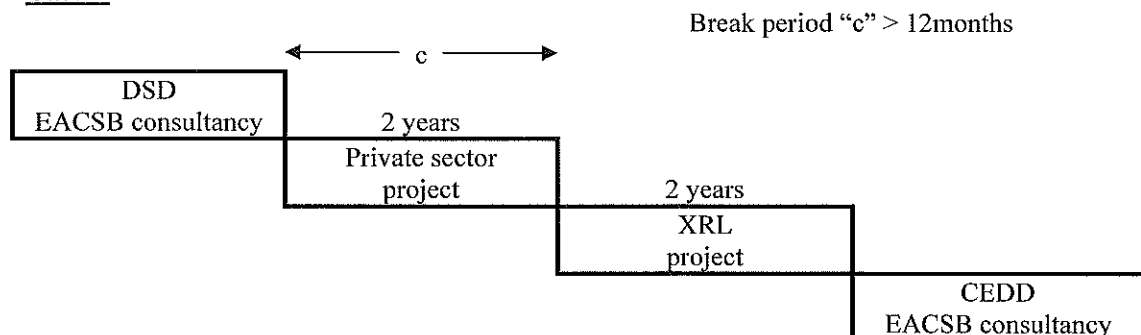 Break period “c” > 12months
c
DSD
EACSB consultancy
2 years
Private sector
project
2 years
XRL
project
CEDD
EACSB consultancy